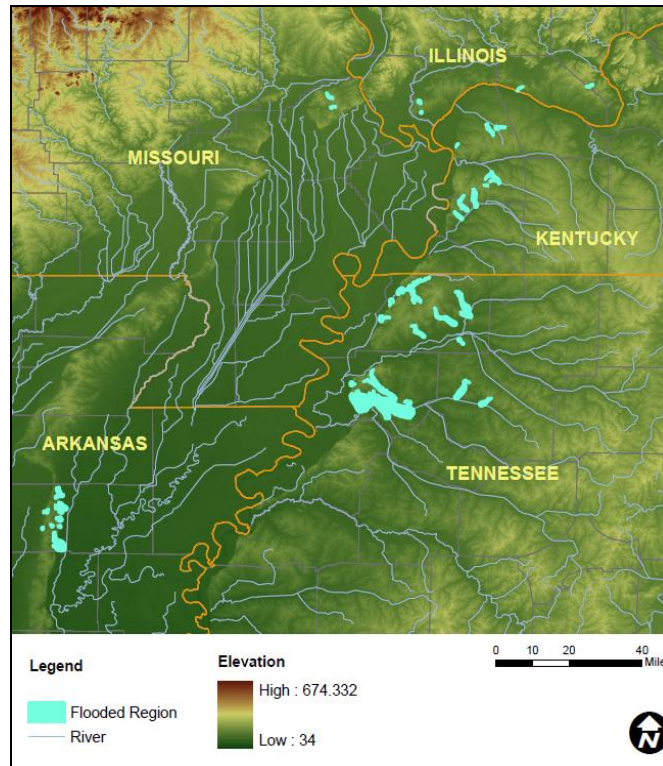 ILLINOIS
MISSOURI
KENTUCKY
ARKANSAS
TENNESSEE
Legend
Flooded Region
River
Elevation
High : 674.332
Low : 34
0 10 20 40
Mile
N